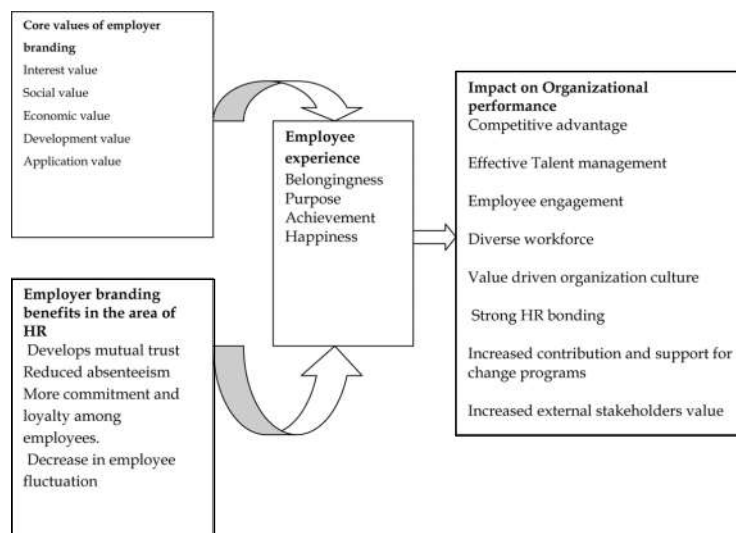 Core values of employer
branding
Interest value
Social value
Economic value
Development value
Application value
Employer branding
benefits in the area of
HR
Develops mutual trust
Reduced absenteeism
More commitment and
loyalty among
employees.
Decrease in employee
fluctuation
Employee
experience
Belongingness
Purpose
Achievement
Happiness
Impact on Organizational
performance
Competitive advantage
Effective Talent management
Employee engagement
Diverse workforce
Value driven organization culture
Strong HR bonding
Increased contribution and support for
change programs
Increased external stakeholders value